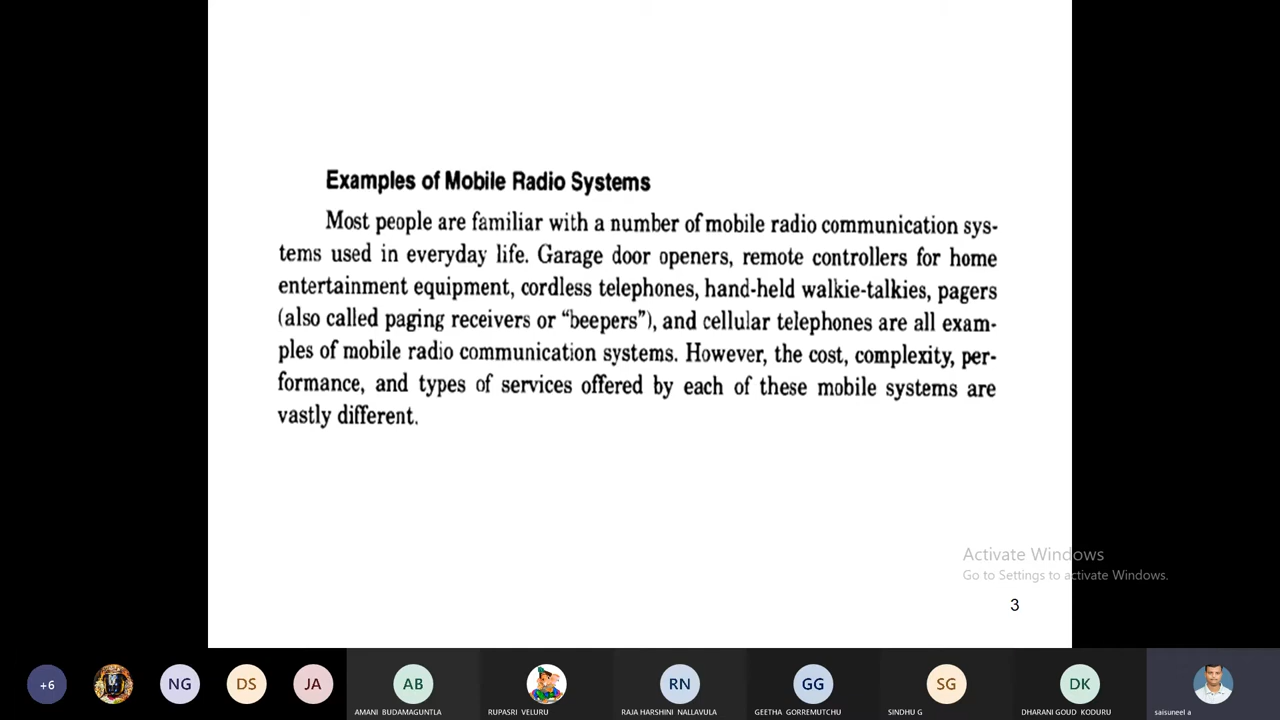 Examples of Mobile Radio Systems
Most people are familiar with a number of mobile radio communication sys-
tems used in everyday life. Garage door openers, remote controllers for home
entertainment equipment, cordless telephones, hand-held walkie-talkies, pagers
(also called paging receivers or “beepers”), and cellular telephones are all exam-
ples of mobile radio communication systems. However, the cost, complexity, per-
formance, and types of services offered by each of these mobile systems are
vastly different.
Activate Windows
Go to Settings to activate Windows.
3
+6
NG
DS
JA
AB
RN
GG
SG
DK
AMANI BUDAMAGUNTLA
RUPASRI VELURU
RAJA HARSHINI NALLAVULA
GEETHA GORREMUTCHU
SINDHU G
DHARANI GOUD KODURU
saisuneel a